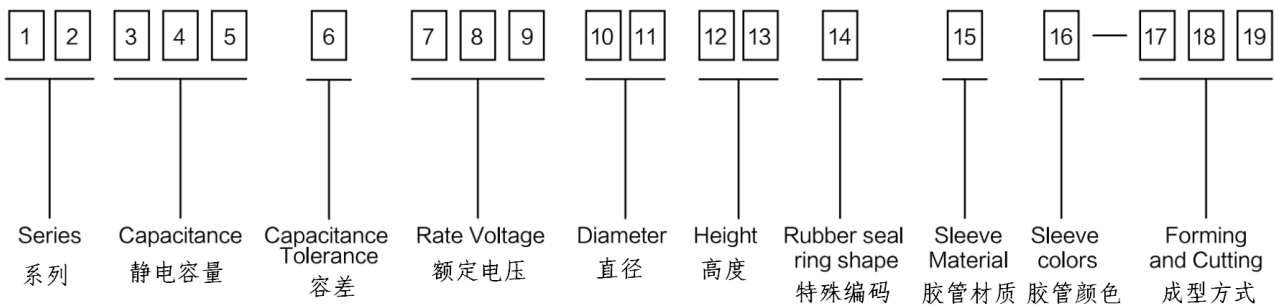 1 2 3 4 5 6 7 8 9 10 11 12 13 14 15 16 — 17 18 19
Series
系列
Capacitance
静电容量
Capacitance
Tolerance
容差
Rate Voltage
额定电压
Diameter
直径
Height
高度
Rubber seal
ring shape
特殊编码
Sleeve
Material
胶管材质
Sleeve
colors
胶管颜色
Forming
and Cutting
成型方式